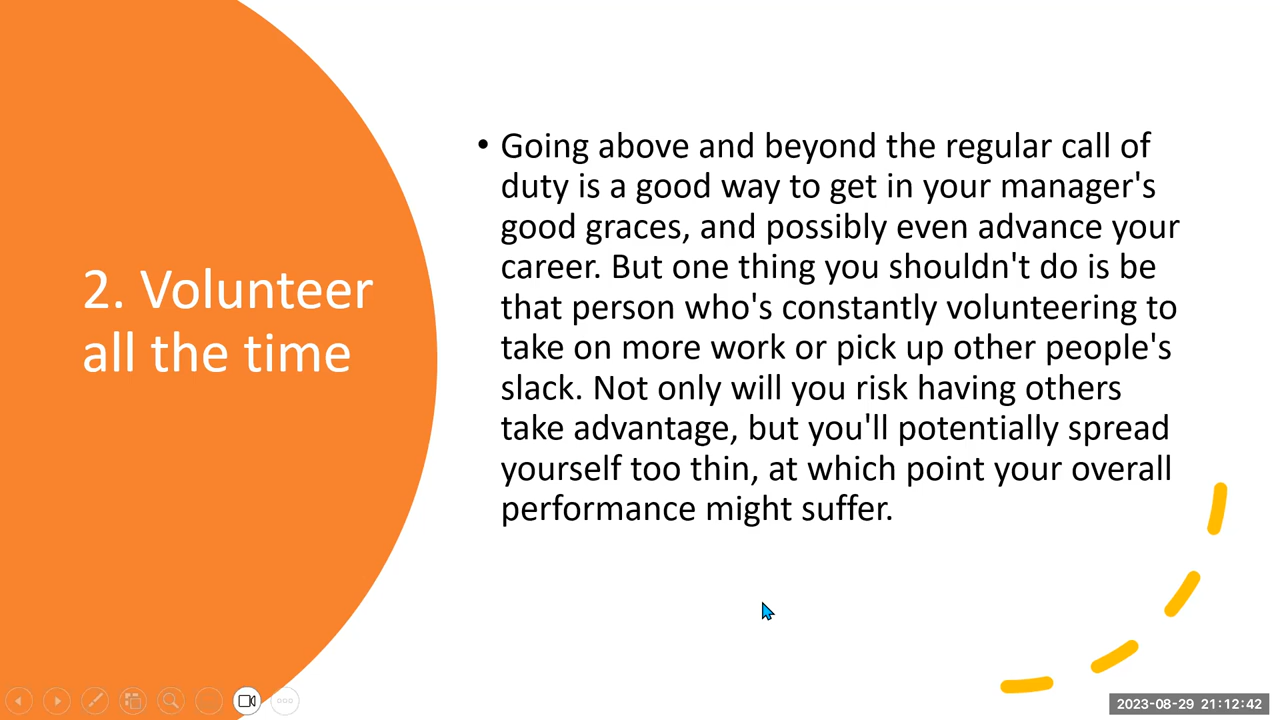 2. Volunteer
all the time
• Going above and beyond the regular call of
duty is a good way to get in your manager's
good graces, and possibly even advance your
career. But one thing you shouldn't do is be
that person who's constantly volunteering to
take on more work or pick up other people's
slack. Not only will you risk having others
take advantage, but you'll potentially spread
yourself too thin, at which point your overall
performance might suffer.
2023-08-29 21:12:42